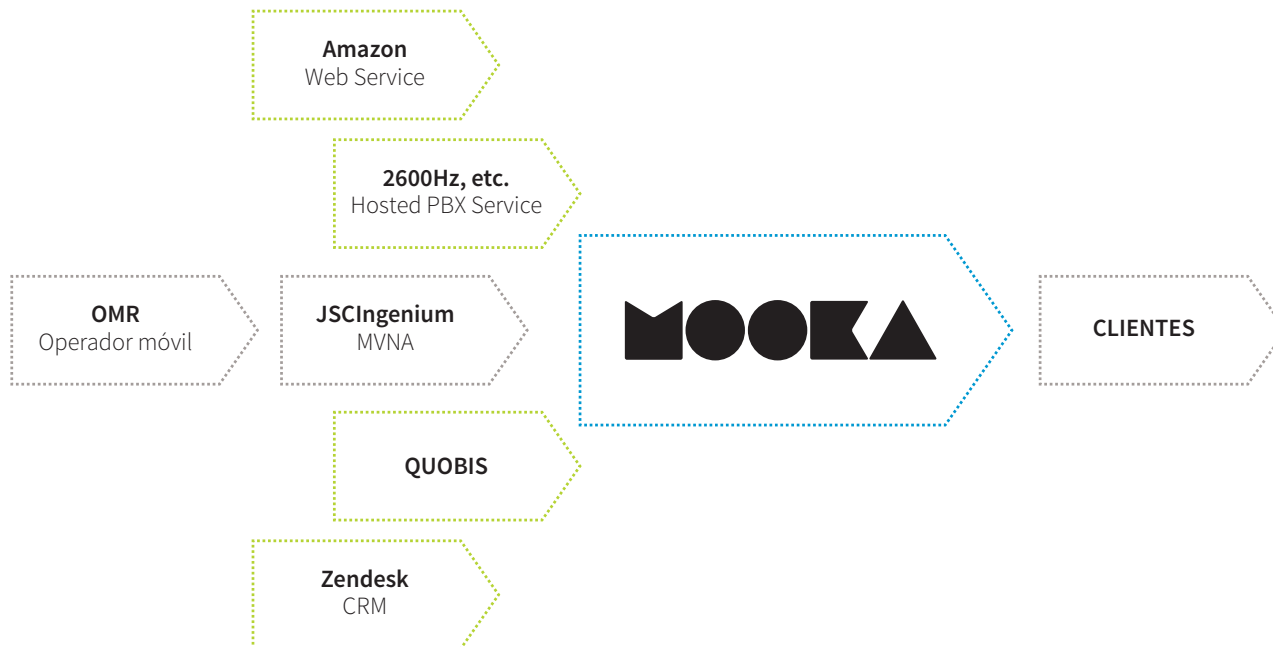 Amazon
Web Service
2600Hz, etc.
Hosted PBX Service
OMR
Operador móvil
JSCIngenium
MVNA
MOOKA
CLIENTES
QUOBIS
Zendesk
CRM